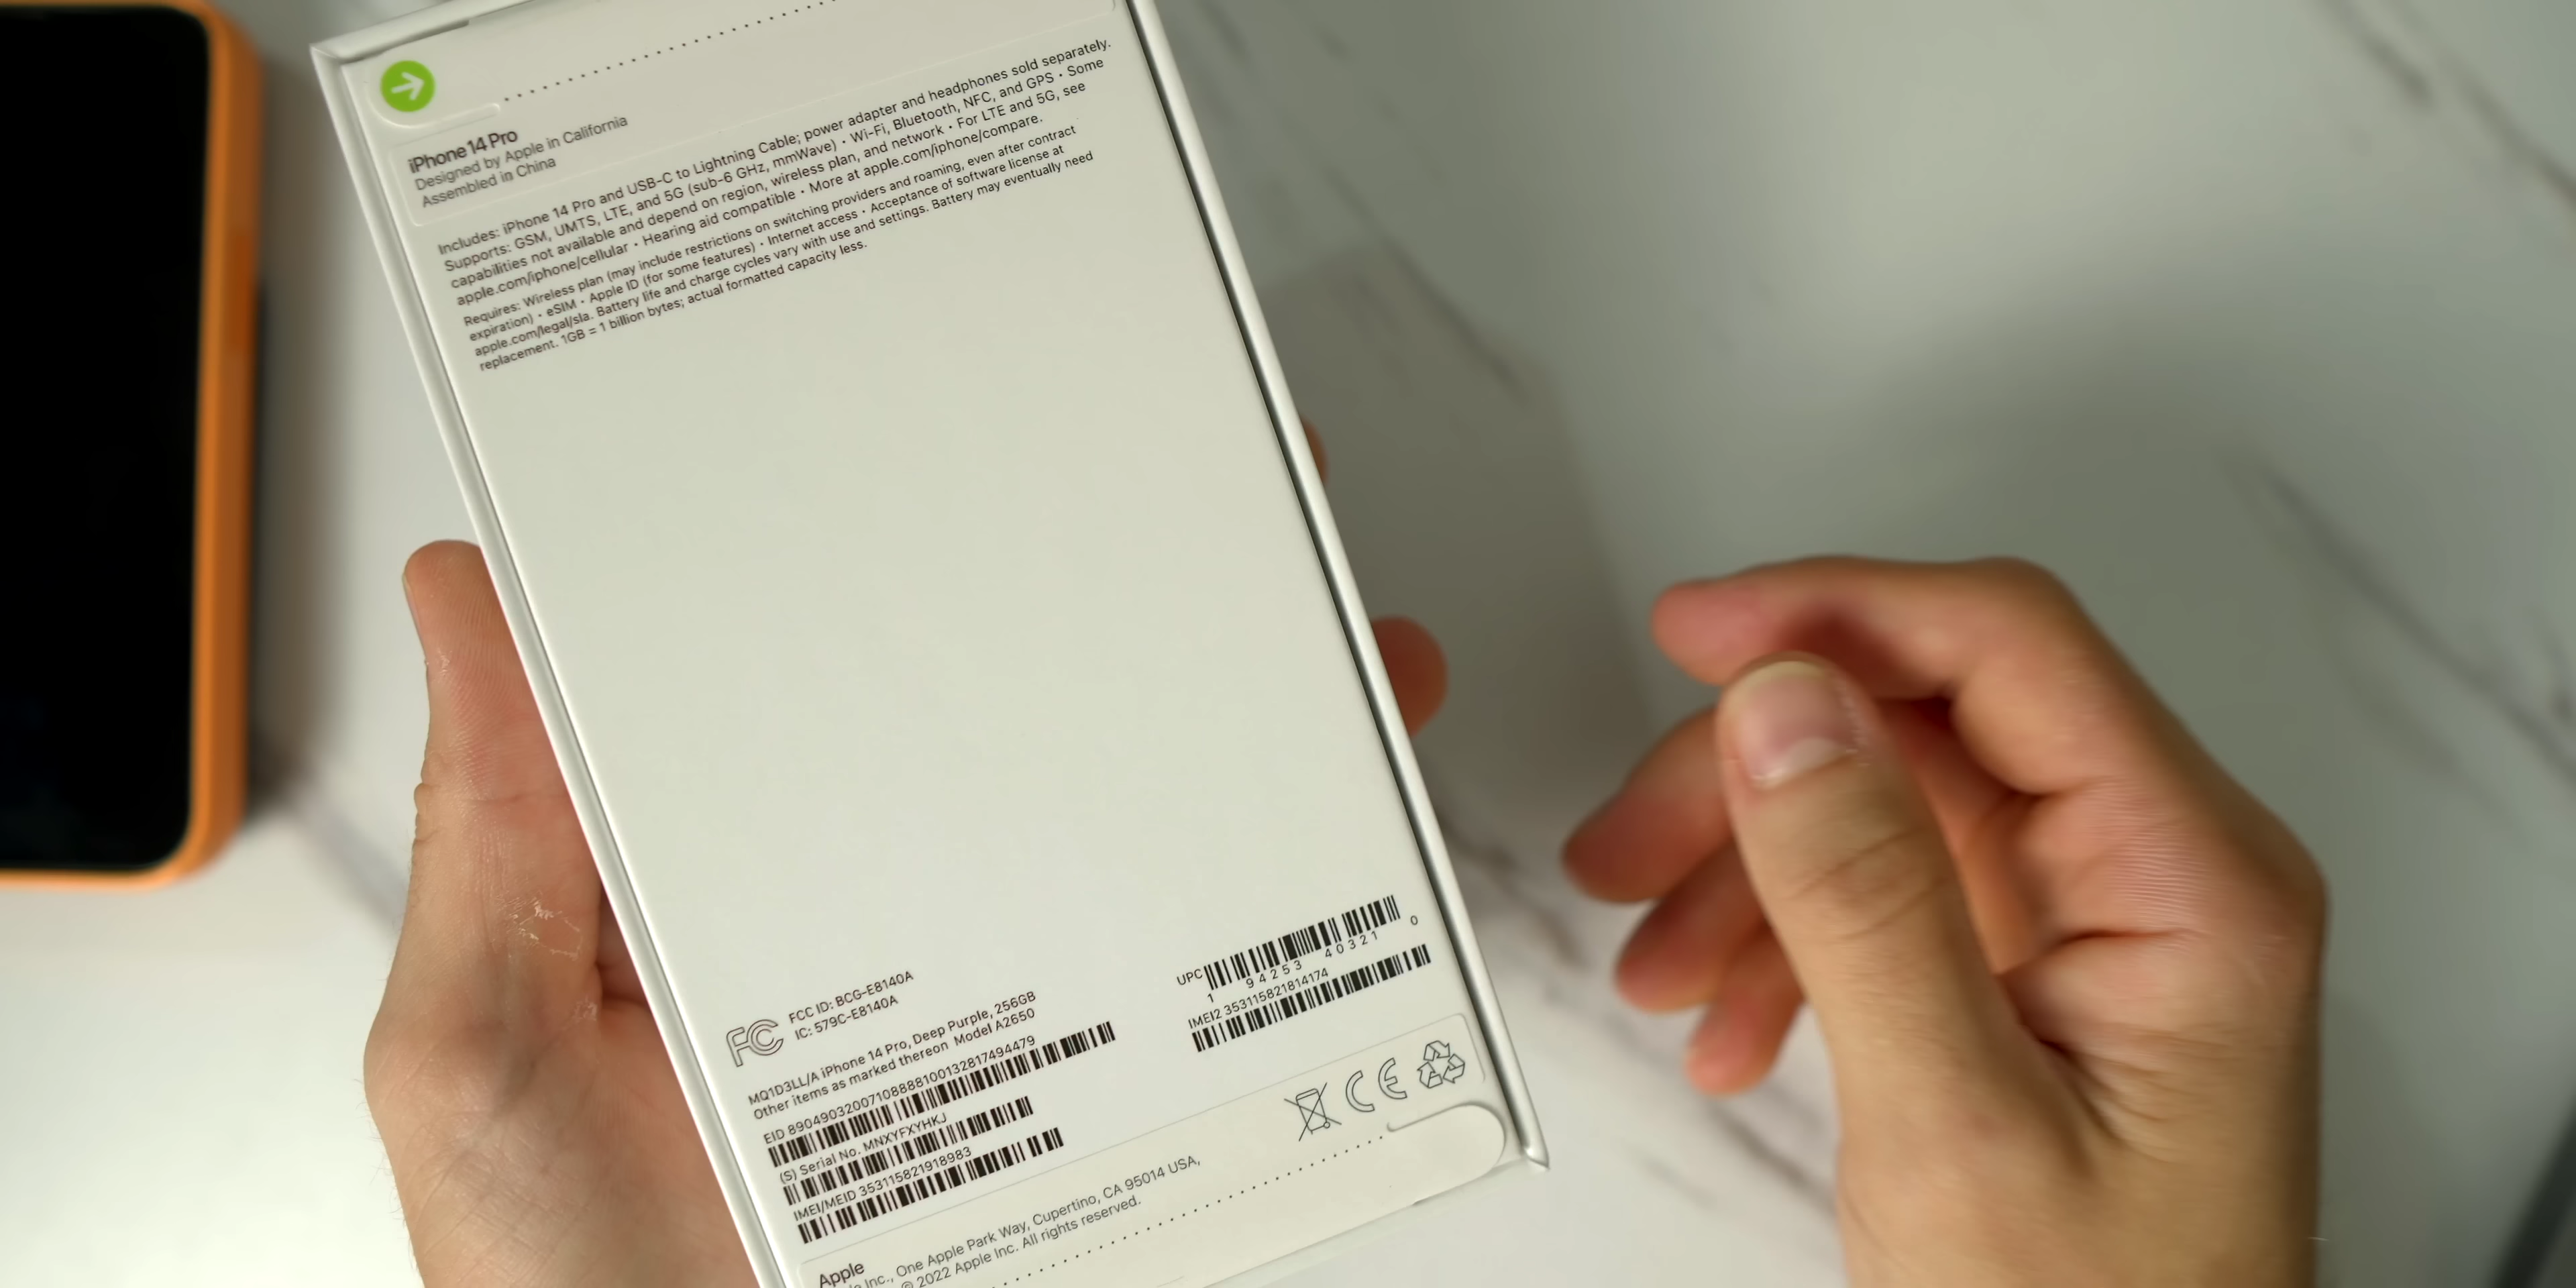 iPhone 14 Pro
Designed by Apple in California
Assembled in China
Includes: iPhone 14 Pro and USB-C to Lightning Cable; power adapter and headphones sold separately.
Supports: GSM, UMTS, LTE, and 5G (sub-6 GHz, mmWave) • Wi-Fi, Bluetooth, NFC, and GPS • Some
capabilities not available and depend on region, wireless plan, and network • For LTE and 5G, see
apple.com/iphone/cellular • Hearing aid compatible • More at apple.com/iphone/compare.
Requires: Wireless plan (may include restrictions on switching providers and roaming, even after contract
expiration) • eSIM • Apple ID (for some features) • Internet access • Acceptance of software license at
apple.com/legal/sla. Battery life and charge cycles vary with use and settings. Battery may eventually need
replacement. 1GB = 1 billion bytes; actual formatted capacity less.
FC
FCC ID: BCG-E8140A
IC: 579C-E8140A
MQ1D3LL/A iPhone 14 Pro, Deep Purple, 256GB
Other items as marked thereon Model A2650
EID 89049032007108888100132817494479
(S) Serial No. MNXYFXYHKJ
IMEI/MEID 353115821918983
UPC
1 94253 40321 0
IMEI2 353115821814174
CE
Apple
Inc., One Apple Park Way, Cupertino, CA 95014 USA,
© 2022 Apple Inc. All rights reserved.